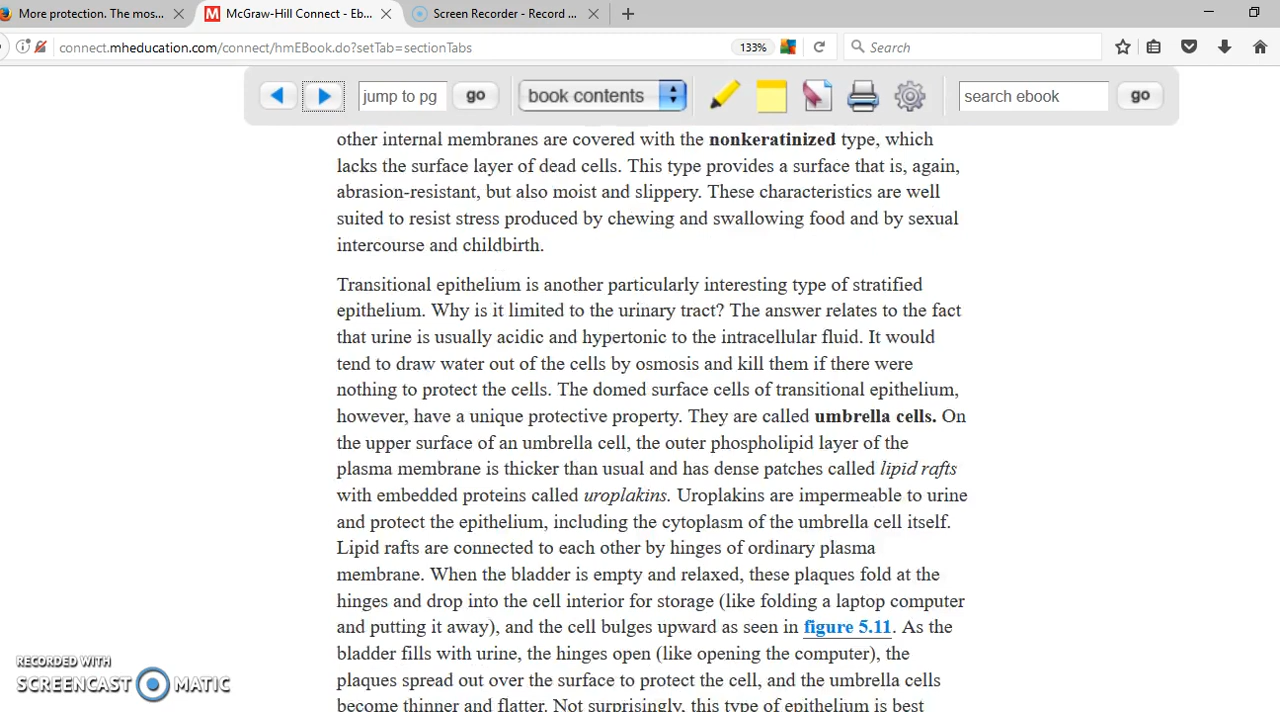 More protection. The mos...
McGraw-Hill Connect - Eb...
Screen Recorder - Record ...
connect.mheducation.com/connect/hmEBook.do?setTab=sectionTabs
133%
Search
jump to pg
go
book contents
search ebook
go
other internal membranes are covered with the nonkeratinized type, which
lacks the surface layer of dead cells. This type provides a surface that is, again,
abrasion-resistant, but also moist and slippery. These characteristics are well
suited to resist stress produced by chewing and swallowing food and by sexual
intercourse and childbirth.
Transitional epithelium is another particularly interesting type of stratified
epithelium. Why is it limited to the urinary tract? The answer relates to the fact
that urine is usually acidic and hypertonic to the intracellular fluid. It would
tend to draw water out of the cells by osmosis and kill them if there were
nothing to protect the cells. The domed surface cells of transitional epithelium,
however, have a unique protective property. They are called umbrella cells. On
the upper surface of an umbrella cell, the outer phospholipid layer of the
plasma membrane is thicker than usual and has dense patches called lipid rafts
with embedded proteins called uroplakins. Uroplakins are impermeable to urine
and protect the epithelium, including the cytoplasm of the umbrella cell itself.
Lipid rafts are connected to each other by hinges of ordinary plasma
membrane. When the bladder is empty and relaxed, these plaques fold at the
hinges and drop into the cell interior for storage (like folding a laptop computer
and putting it away), and the cell bulges upward as seen in figure 5.11. As the
bladder fills with urine, the hinges open (like opening the computer), the
plaques spread out over the surface to protect the cell, and the umbrella cells
become thinner and flatter. Not surprisingly, this type of epithelium is best
RECORDED WITH
SCREENCAST MATIC